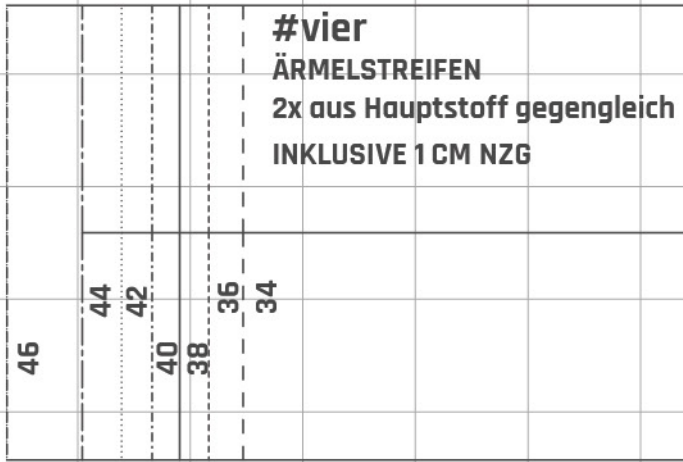 #vier
ÄRMELSTREIFEN
2x aus Hauptstoff gegengleich
INKLUSIVE 1 CM NZG
46
44
42
40
38
36
34